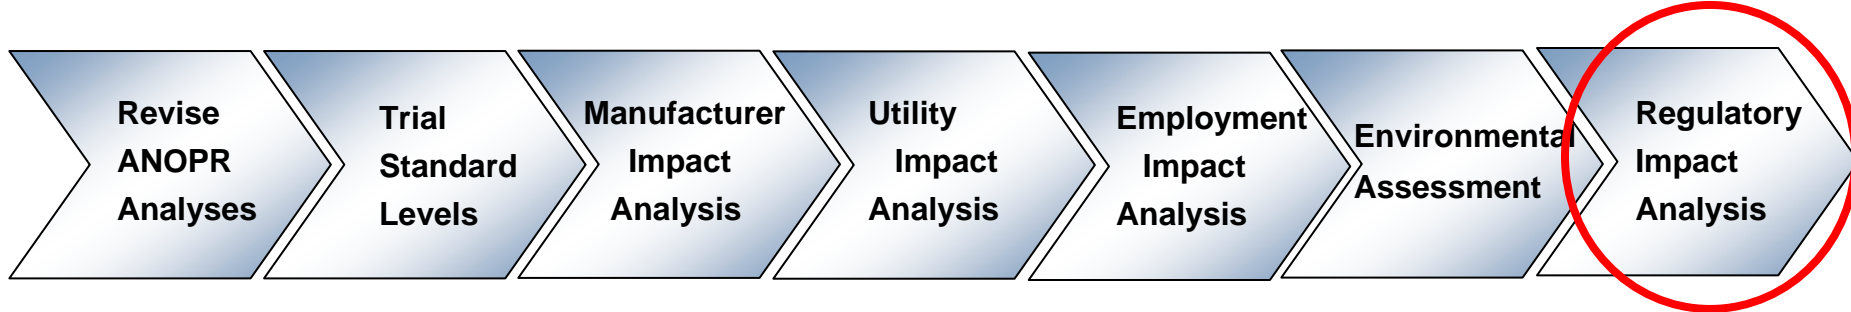 Revise
ANOPR
Analyses
Trial
Standard
Levels
Manufacturer
Impact
Analysis
Utility
Impact
Analysis
Employment
Impact
Analysis
Environmental
Assessment
Regulatory
Impact
Analysis